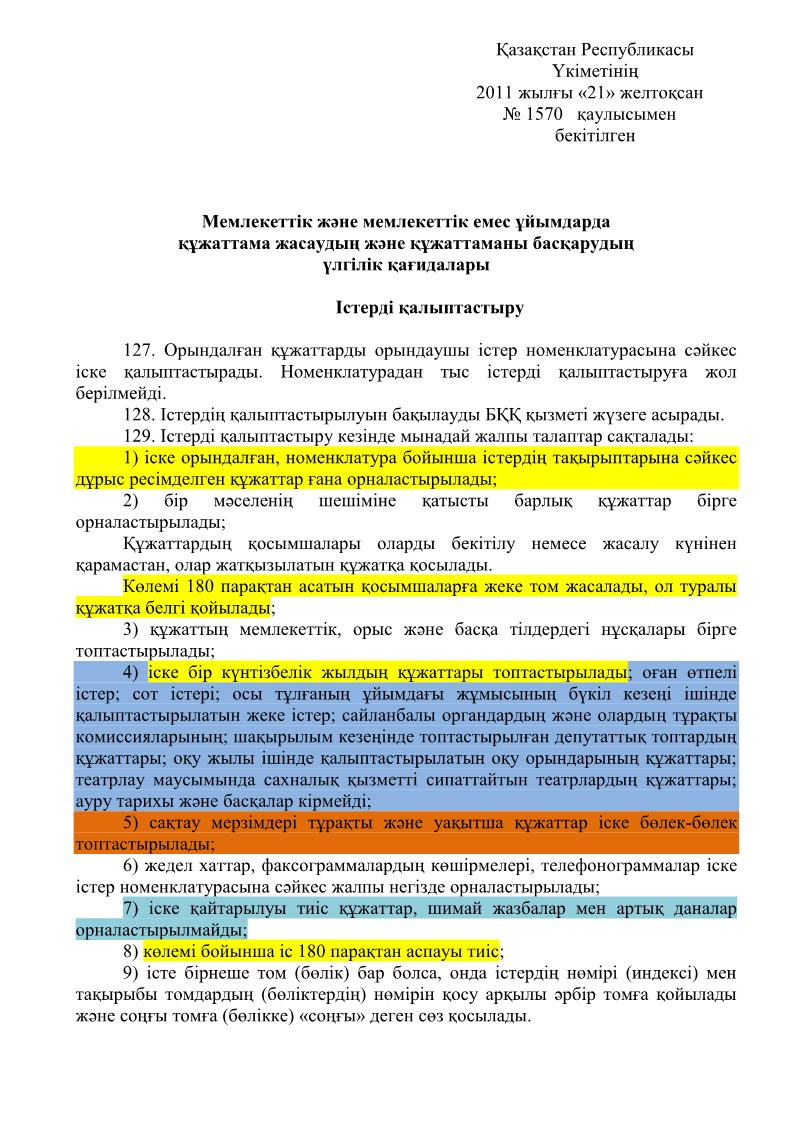 Қазақстан Республикасы
Үкіметінің
2011 жылғы «21» желтоқсан
№ 1570 қаулысымен
бекітілген
Мемлекеттік және мемлекеттік емес ұйымдарда
құжаттама жасаудың және құжаттаманы басқарудың
үлгілік қағидалары
Істерді қалыптастыру
127. Орындалған құжаттарды орындаушы істер номенклатурасына сәйкес
іске қалыптастырады. Номенклатурадан тыс істерді қалыптастыруға жол
берілмейді.
128. Істердің қалыптастырылуын бақылауды БҚҚ қызметі жүзеге асырады.
129. Істерді қалыптастыру кезінде мынадай жалпы талаптар сақталады:
1) іске орындалған, номенклатура бойынша істердің тақырыптарына сәйкес
дұрыс ресімделген құжаттар ғана орналастырылады;
2) бір мәселенің шешіміне қатысты барлық құжаттар бірге
орналастырылады;
Құжаттардың қосымшалары оларды бекітілу немесе жасалу күнінен
қарамастан, олар жатқызылатын құжатқа қосылады.
Көлемі 180 парақтан асатын қосымшаларға жеке том жасалады, ол туралы
құжатқа белгі қойылады;
3) құжаттың мемлекеттік, орыс және басқа тілдердегі нұсқалары бірге
топтастырылады;
4) іске бір күнтізбелік жылдың құжаттары топтастырылады; оған өтпелі
істер; сот істері; осы тұлғаның ұйымдағы жұмысының бүкіл кезеңі ішінде
қалыптастырылатын жеке істер; сайланбалы органдардың және олардың тұрақты
комиссияларының; шақырылым кезеңінде топтастырылған депутаттық топтардың
құжаттары; оқу жылы ішінде қалыптастырылатын оқу орындарының құжаттары;
театрлау маусымында сахналық қызметті сипаттайтын театрлардың құжаттары;
ауру тарихы және басқалар кірмейді;
5) сақтау мерзімдері тұрақты және уақытша құжаттар іске бөлек-бөлек
топтастырылады;
6) жедел хаттар, факсограммалардың көшірмелері, телефонограммалар іске
істер номенклатурасына сәйкес жалпы негізде орналастырылады;
7) іске қайтарылуы тиіс құжаттар, шимай жазбалар мен артық даналар
орналастырылмайды;
8) көлемі бойынша іс 180 парақтан аспауы тиіс;
9) істе бірнеше том (бөлік) бар болса, онда істердің нөмірі (индексі) мен
тақырыбы томдардың (бөліктердің) нөмірін қосу арқылы әрбір томға қойылады
және соңғы томға (бөлікке) «соңғы» деген сөз қосылады.